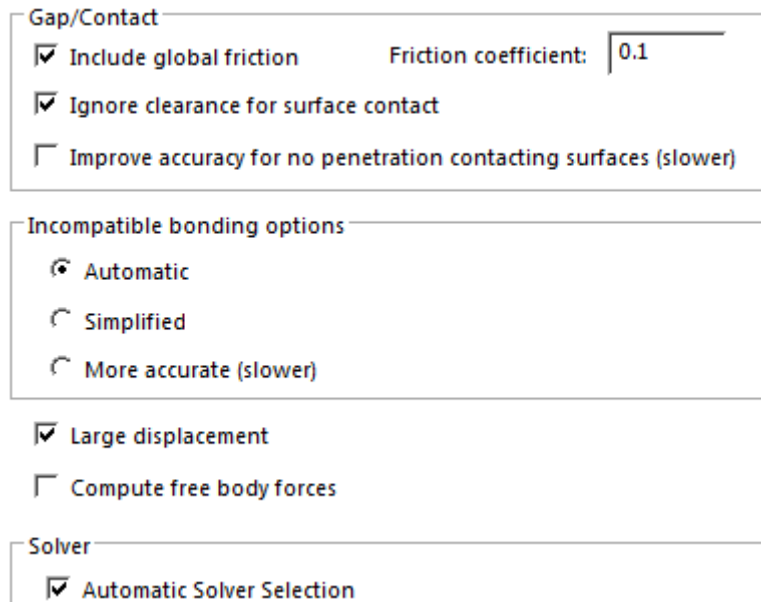 Gap/Contact
Include global friction Friction coefficient: 0.1
Ignore clearance for surface contact
Improve accuracy for no penetration contacting surfaces (slower)
Incompatible bonding options
Automatic
Simplified
More accurate (slower)
Large displacement
Compute free body forces
Solver
Automatic Solver Selection